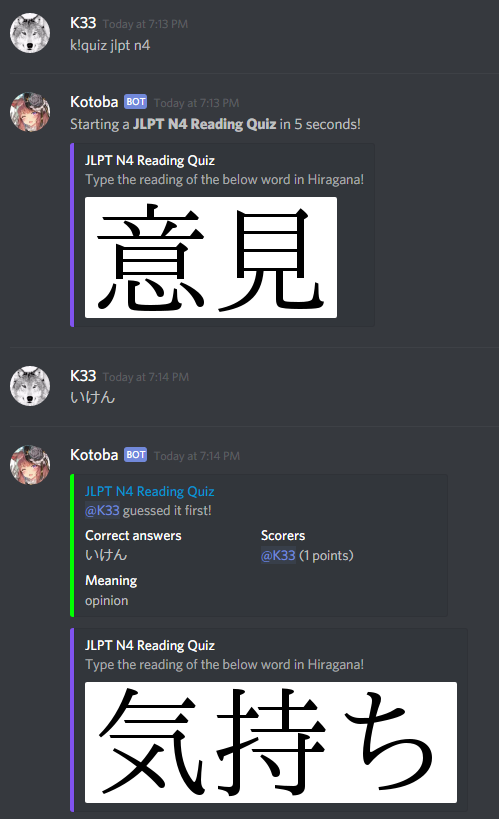 K33 Today at 7:13 PM
k!quiz jlpt n4
Kotoba BOT Today at 7:13 PM
Starting a JLPT N4 Reading Quiz in 5 seconds!
JLPT N4 Reading Quiz
Type the reading of the below word in Hiragana!
意見
K33 Today at 7:14 PM
いけん
Kotoba BOT Today at 7:14 PM
JLPT N4 Reading Quiz
@K33 guessed it first!
Correct answers Scorers
いけん @K33 (1 points)
Meaning
opinion
JLPT N4 Reading Quiz
Type the reading of the below word in Hiragana!
気持ち